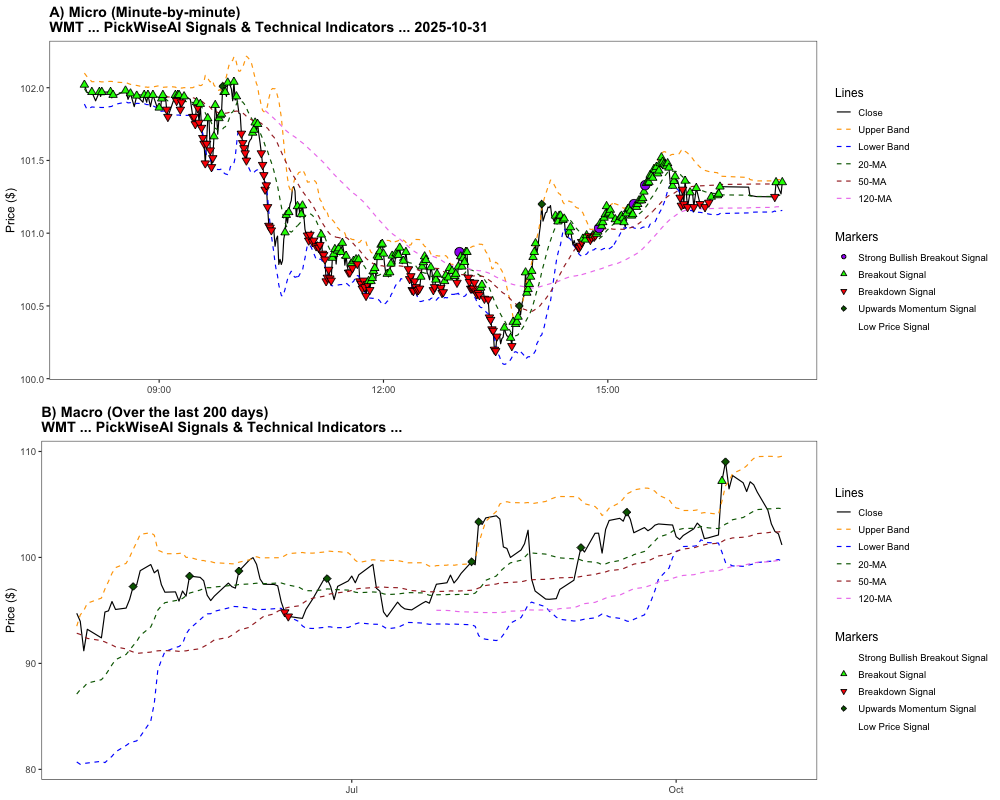 A) Micro (Minute-by-minute)
WMT ... PickWiseAI Signals & Technical Indicators ... 2025-10-31
Price ($)
102.0
101.5
101.0
100.5
100.0
09:00
12:00
15:00
Lines
Close
Upper Band
Lower Band
20-MA
50-MA
120-MA
Markers
Strong Bullish Breakout Signal
Breakout Signal
Breakdown Signal
Upwards Momentum Signal
Low Price Signal
B) Macro (Over the last 200 days)
WMT ... PickWiseAI Signals & Technical Indicators ...
Price ($)
110
100
90
80
Jul
Oct
Lines
Close
Upper Band
Lower Band
20-MA
50-MA
120-MA
Markers
Strong Bullish Breakout Signal
Breakout Signal
Breakdown Signal
Upwards Momentum Signal
Low Price Signal